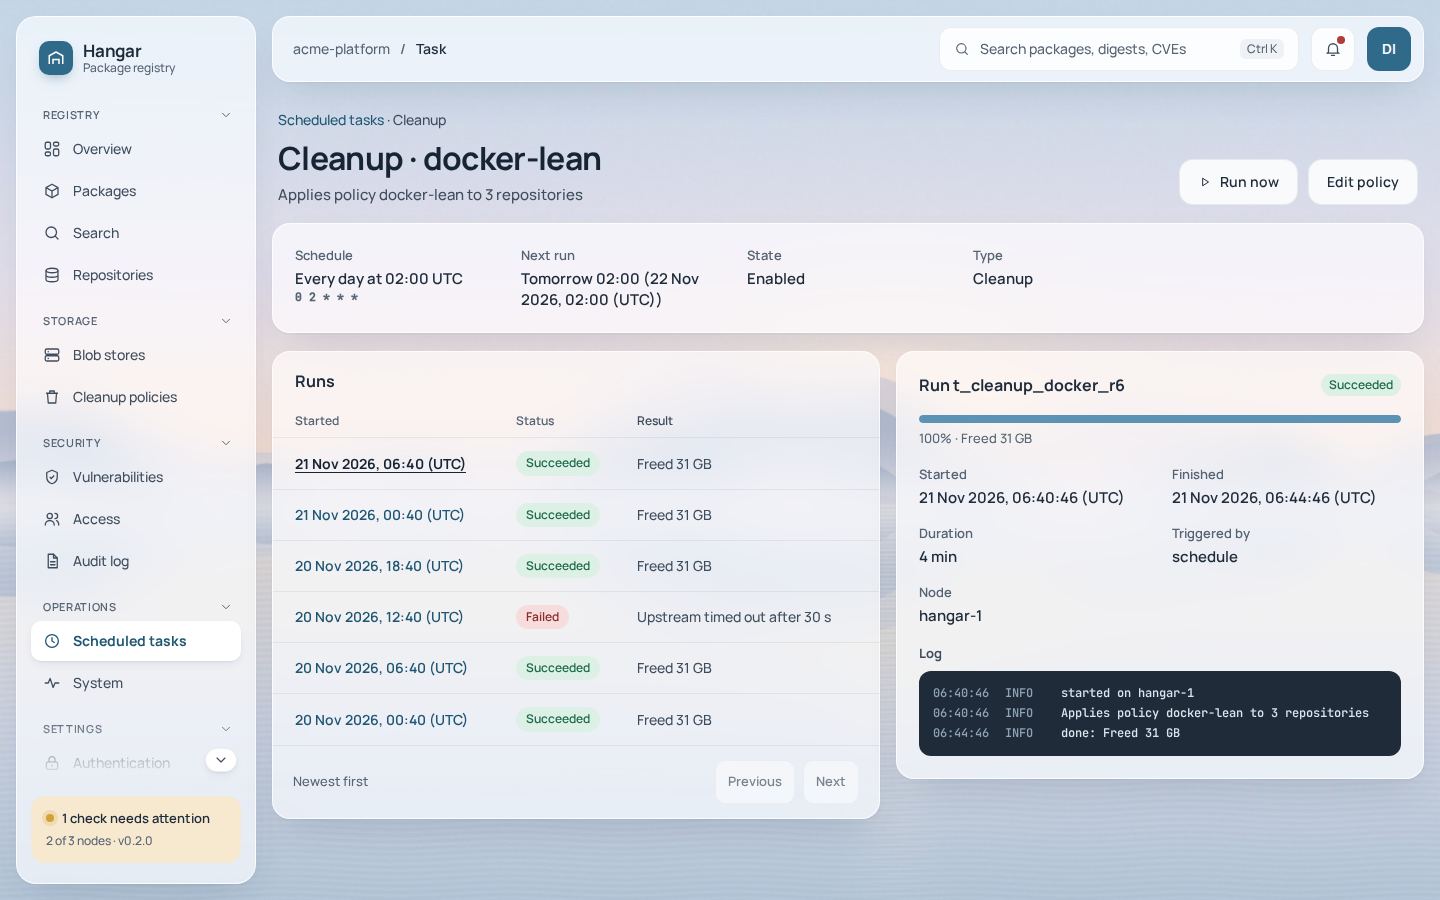 Hangar
Package registry
REGISTRY
Overview
Packages
Search
Repositories
STORAGE
Blob stores
Cleanup policies
SECURITY
Vulnerabilities
Access
Audit log
OPERATIONS
Scheduled tasks
System
SETTINGS
Authentication
1 check needs attention
2 of 3 nodes · v0.2.0
acme-platform / Task
Search packages, digests, CVEs
Ctrl K
DI
Scheduled tasks · Cleanup
Cleanup · docker-lean
Applies policy docker-lean to 3 repositories
Run now
Edit policy
Schedule
Every day at 02:00 UTC
0 2 * * *
Next run
Tomorrow 02:00 (22 Nov
2026, 02:00 (UTC))
State
Enabled
Type
Cleanup
Runs
Started Status Result
21 Nov 2026, 06:40 (UTC) Succeeded Freed 31 GB
21 Nov 2026, 00:40 (UTC) Succeeded Freed 31 GB
20 Nov 2026, 18:40 (UTC) Succeeded Freed 31 GB
20 Nov 2026, 12:40 (UTC) Failed Upstream timed out after 30 s
20 Nov 2026, 06:40 (UTC) Succeeded Freed 31 GB
20 Nov 2026, 00:40 (UTC) Succeeded Freed 31 GB
Newest first
Previous
Next
Run t_cleanup_docker_r6
Succeeded
100% · Freed 31 GB
Started
21 Nov 2026, 06:40:46 (UTC)
Finished
21 Nov 2026, 06:44:46 (UTC)
Duration
4 min
Triggered by
schedule
Node
hangar-1
Log
06:40:46 INFO started on hangar-1
06:40:46 INFO Applies policy docker-lean to 3 repositories
06:44:46 INFO done: Freed 31 GB